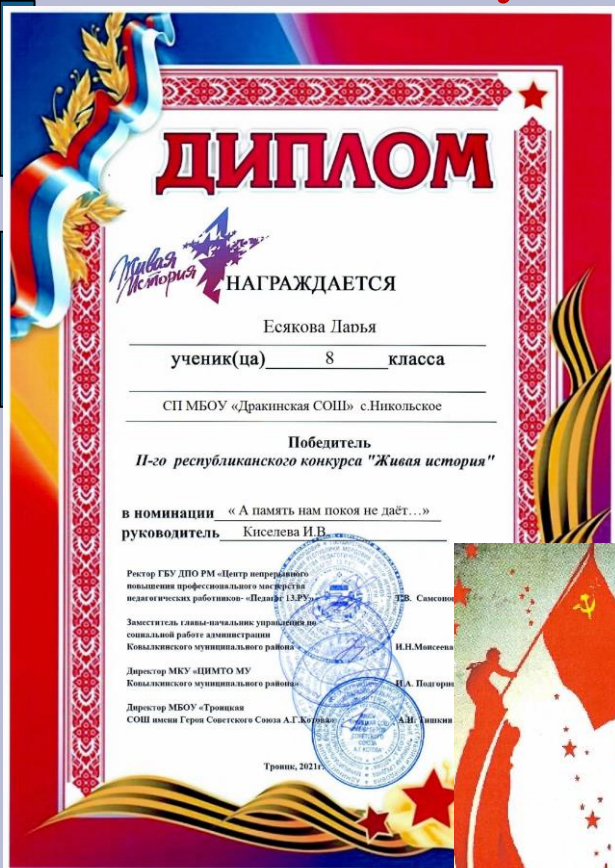 ДИПЛОМ
Живая
История
НАГРАЖДАЕТСЯ
Есякова Дарья
ученик(ца) 8 класса
СП МБОУ «Дракинская СОШ» с.Никольское
Победитель
II-го республиканского конкурса "Живая история"
в номинации « А память нам покоя не даёт…»
руководитель Киселева И.В.
Ректор ГБУ ДПО РМ «Центр непрерывного
повышения профессионального мастерства
педагогических работников- «Педагог 13.РУ» Т.В.
Заместитель главы-начальник управления по
социальной работе администрации
Ковылкинского муниципального района И.Н.Моисеева
Директор МКУ «ЦИМТО МУ
Ковылкинского муниципального района» И.А.
Директор МБОУ «Троицкая
СОШ имени Героя Советского Союза А.Г.Котова» А.И. Тишкин
Троицк, 2021г.